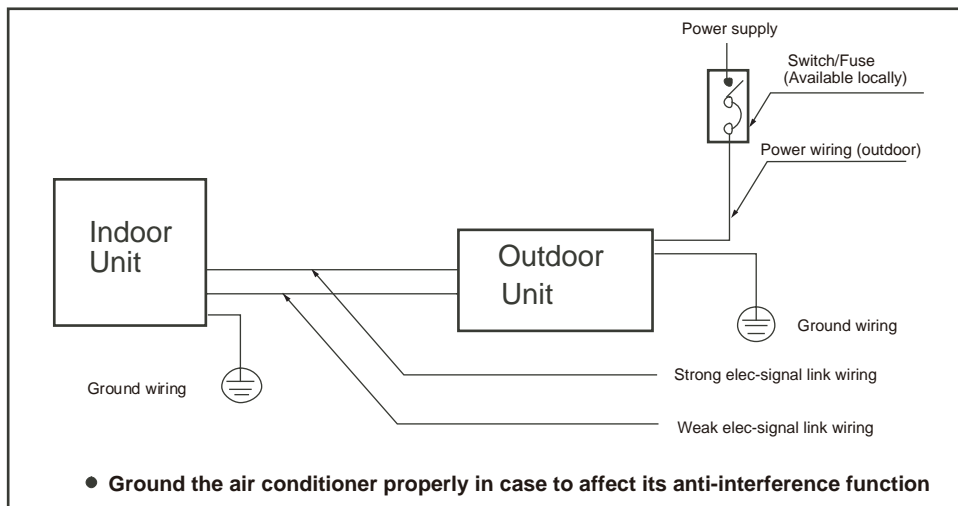 Power supply
Switch/Fuse
(Available locally)
Power wiring (outdoor)
Indoor
Unit
Outdoor
Unit
Ground wiring
Ground wiring
Strong elec-signal link wiring
Weak elec-signal link wiring
● Ground the air conditioner properly in case to affect its anti-interference function